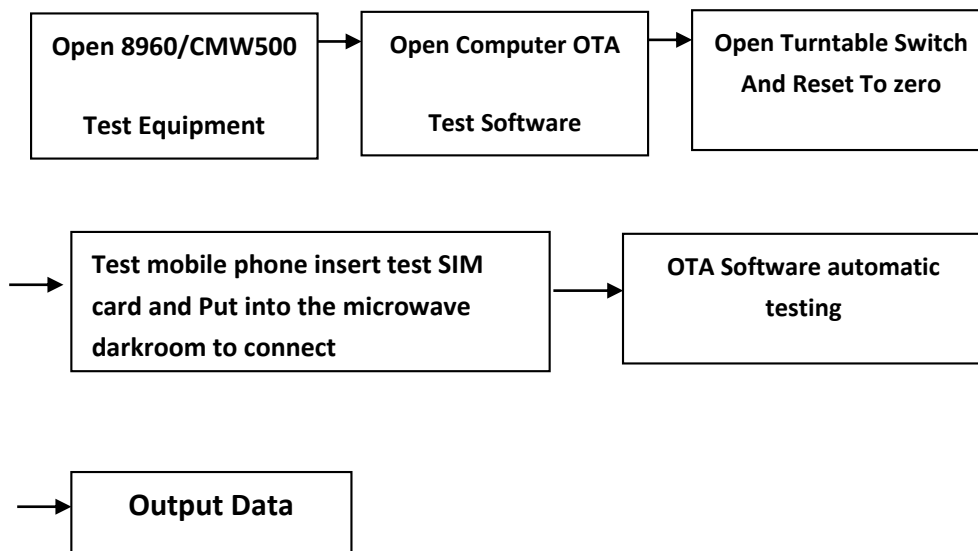 Open 8960/CMW500
Test Equipment
Open Computer OTA
Test Software
Open Turntable Switch
And Reset To zero
Test mobile phone insert test SIM
card and Put into the microwave
darkroom to connect
OTA Software automatic
testing
Output Data